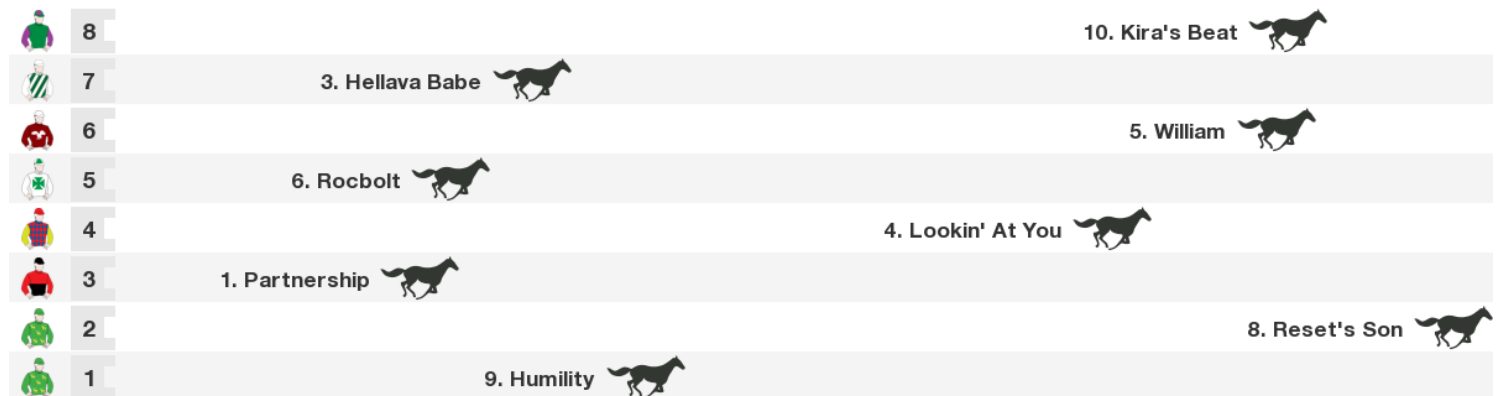 8 10. Kira's Beat
7 3. Hellava Babe
6 5. William
5 6. Rocbolt
4 4. Lookin' At You
3 1. Partnership
2 8. Reset's Son
1 9. Humility